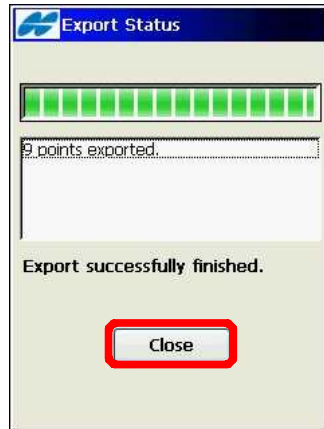 Export Status
9 points exported.
Export successfully finished.
Close